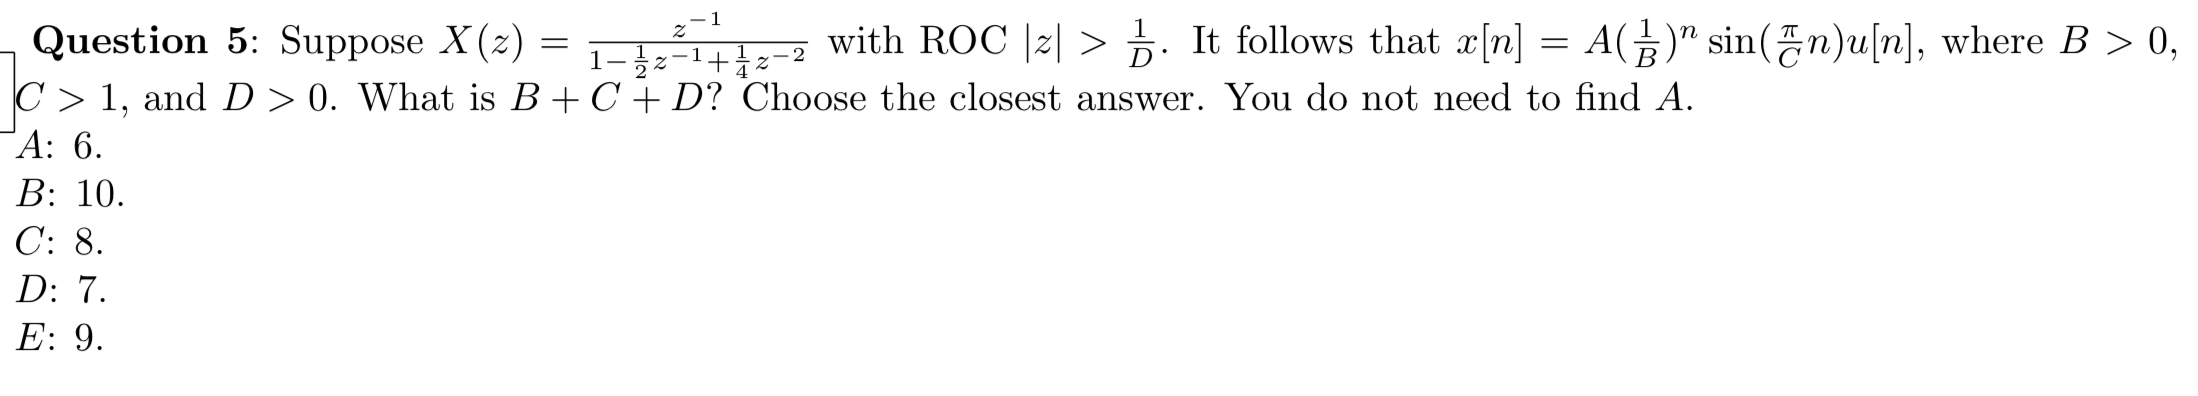 Question 5: Suppose $X(z) = \frac{z^{-1}}{1-\frac{1}{2}z^{-1}+\frac{1}{4}z^{-2}}$ with ROC $|z| > \frac{1}{D}$. It follows that $x[n] = A(\frac{1}{B})^n \sin(\frac{\pi}{C}n)u[n]$, where $B > 0$,
$C > 1$, and $D > 0$. What is $B + C + D$? Choose the closest answer. You do not need to find $A$.
A: 6.
B: 10.
C: 8.
D: 7.
E: 9.